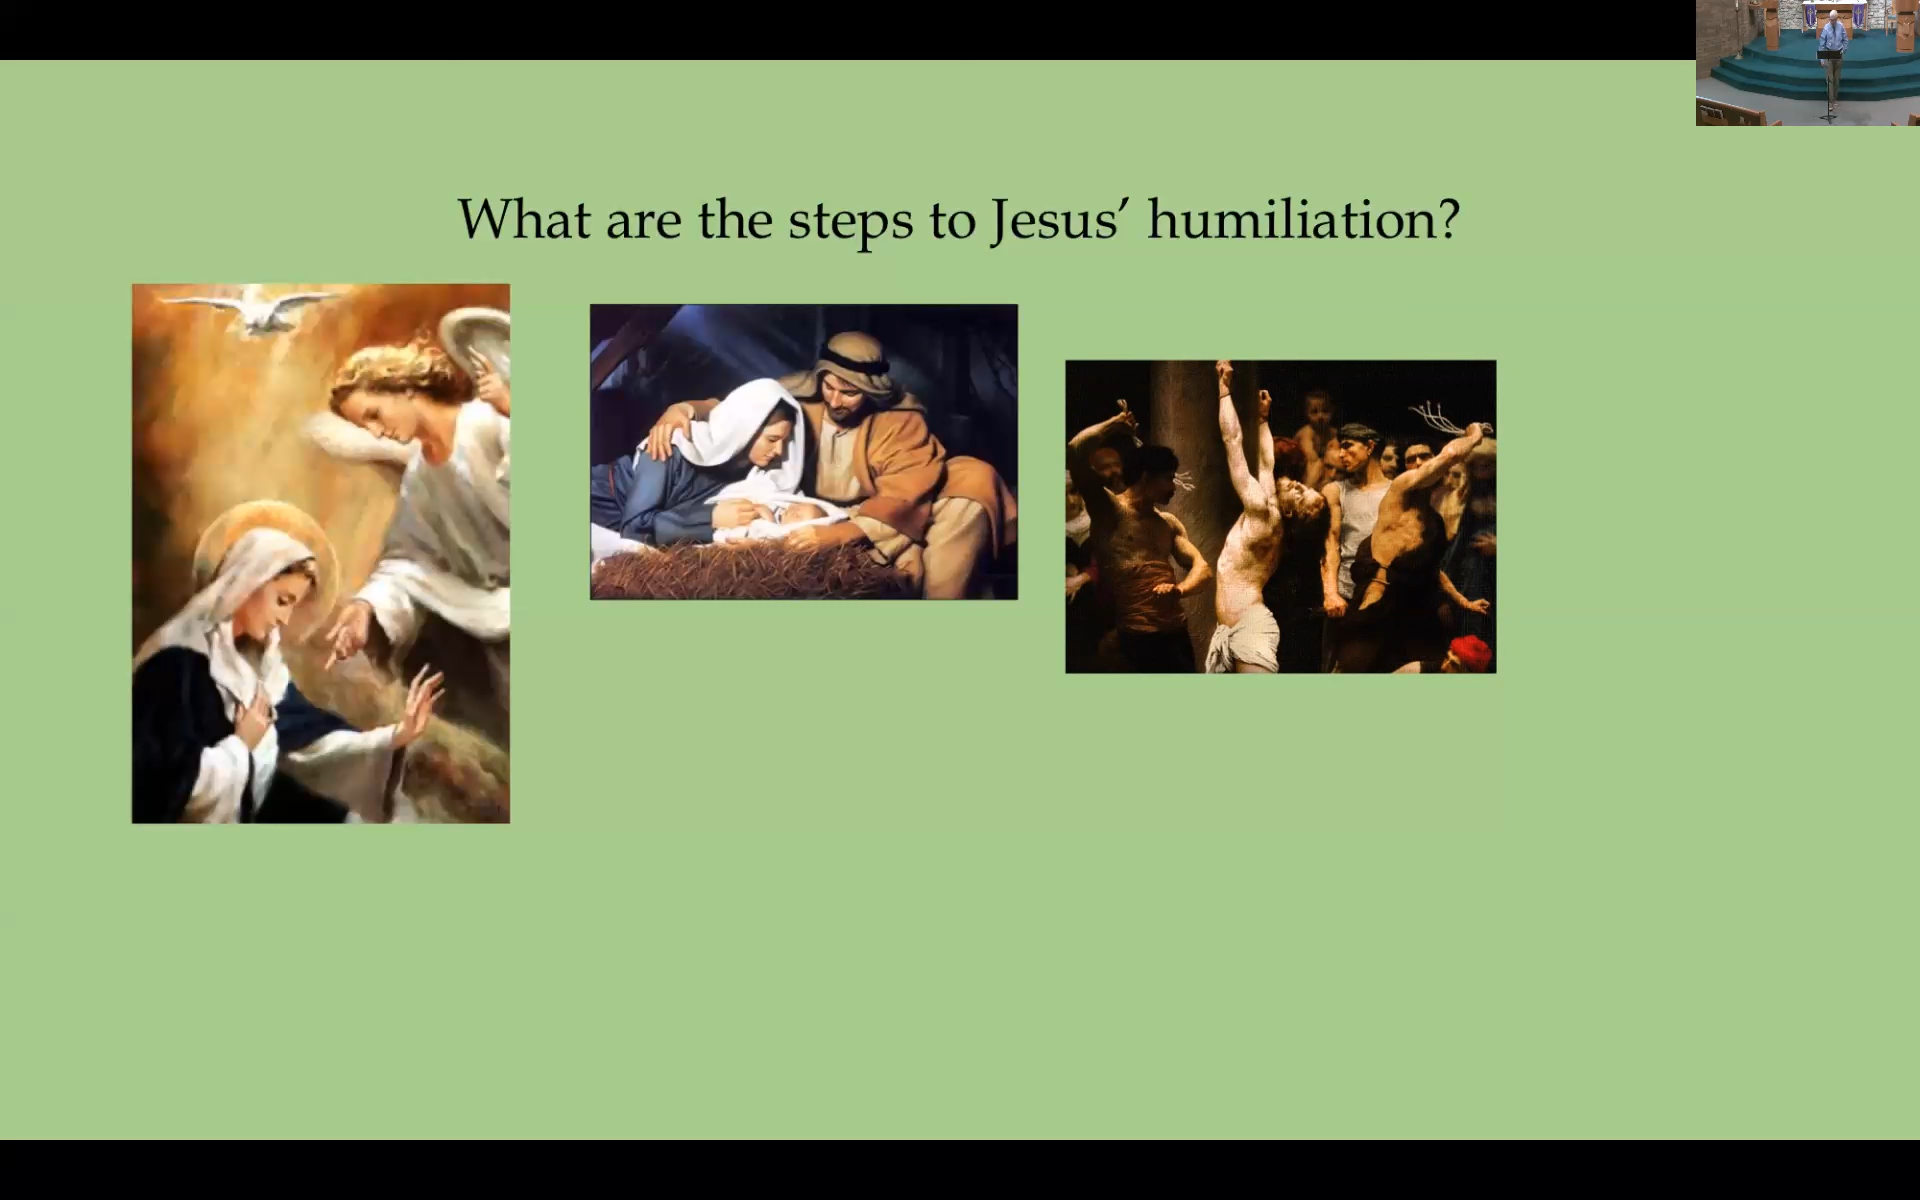 What are the steps to Jesus’ humiliation?